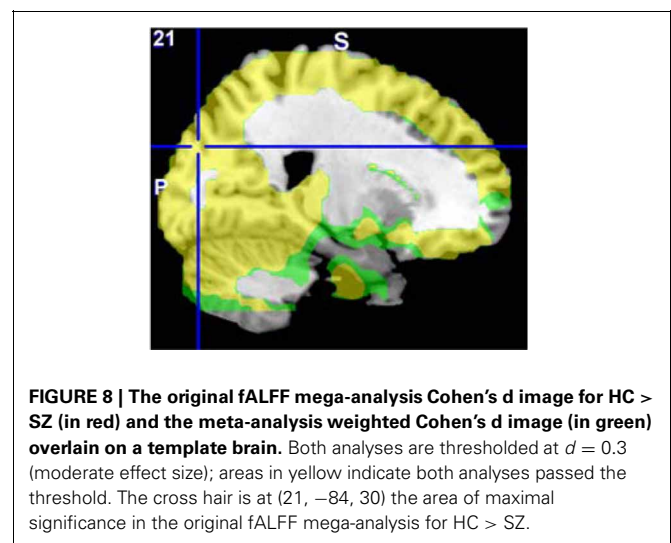 21
S
P
FIGURE 8 | The original fALFF mega-analysis Cohen's d image for HC >
SZ (in red) and the meta-analysis weighted Cohen's d image (in green)
overlain on a template brain. Both analyses are thresholded at d = 0.3
(moderate effect size); areas in yellow indicate both analyses passed the
threshold. The cross hair is at (21, −84, 30) the area of maximal
significance in the original fALFF mega-analysis for HC > SZ.